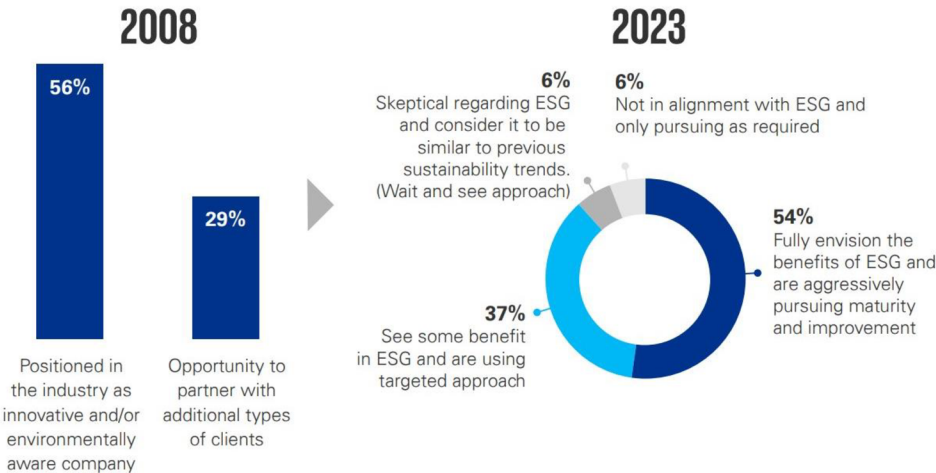 2008
56%
29%
Positioned in
the industry as
innovative and/or
environmentally
aware company
Opportunity to
partner with
additional types
of clients
2023
6%
Skeptical regarding ESG
and consider it to be
similar to previous
sustainability trends.
(Wait and see approach)
6%
Not in alignment with ESG and
only pursuing as required
54%
Fully envision the
benefits of ESG and
are aggressively
pursuing maturity
and improvement
37%
See some benefit
in ESG and are using
targeted approach